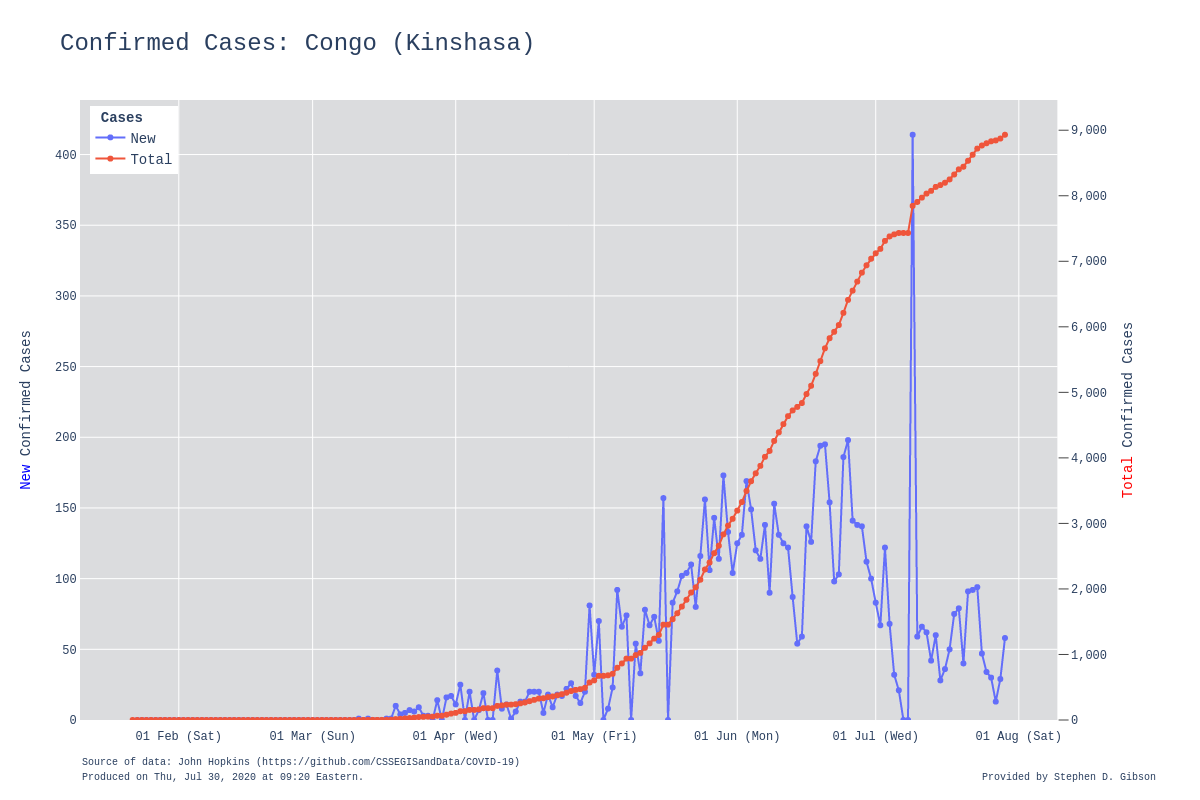 Confirmed Cases: Congo (Kinshasa)
Cases
New
Total
400
350
300
250
200
150
100
50
0
9,000
8,000
7,000
6,000
5,000
4,000
3,000
2,000
1,000
0
New Confirmed Cases
Total Confirmed Cases
01 Feb (Sat)
01 Mar (Sun)
01 Apr (Wed)
01 May (Fri)
01 Jun (Mon)
01 Jul (Wed)
01 Aug (Sat)
Source of data: John Hopkins (https://github.com/CSSEGISandData/COVID-19)
Produced on Thu, Jul 30, 2020 at 09:20 Eastern.
Provided by Stephen D. Gibson